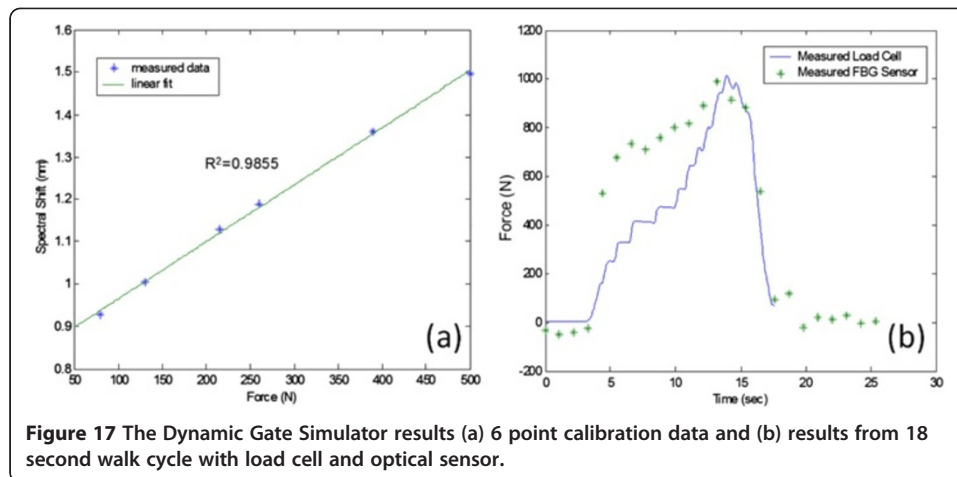 1.6
1.5
1.4
1.3
1.2
1.1
1
0.9
0.8
50 100 150 200 250 300 350 400 450 500
Spectral Shift (nm)
Force (N)
measured data
linear fit
R²=0.9855
(a)
1200
1000
800
600
400
200
0
-200
0 5 10 15 20 25 30
Force (N)
Time (sec)
Measured Load Cell
Measured FBG Sensor
(b)
Figure 17 The Dynamic Gate Simulator results (a) 6 point calibration data and (b) results from 18
second walk cycle with load cell and optical sensor.